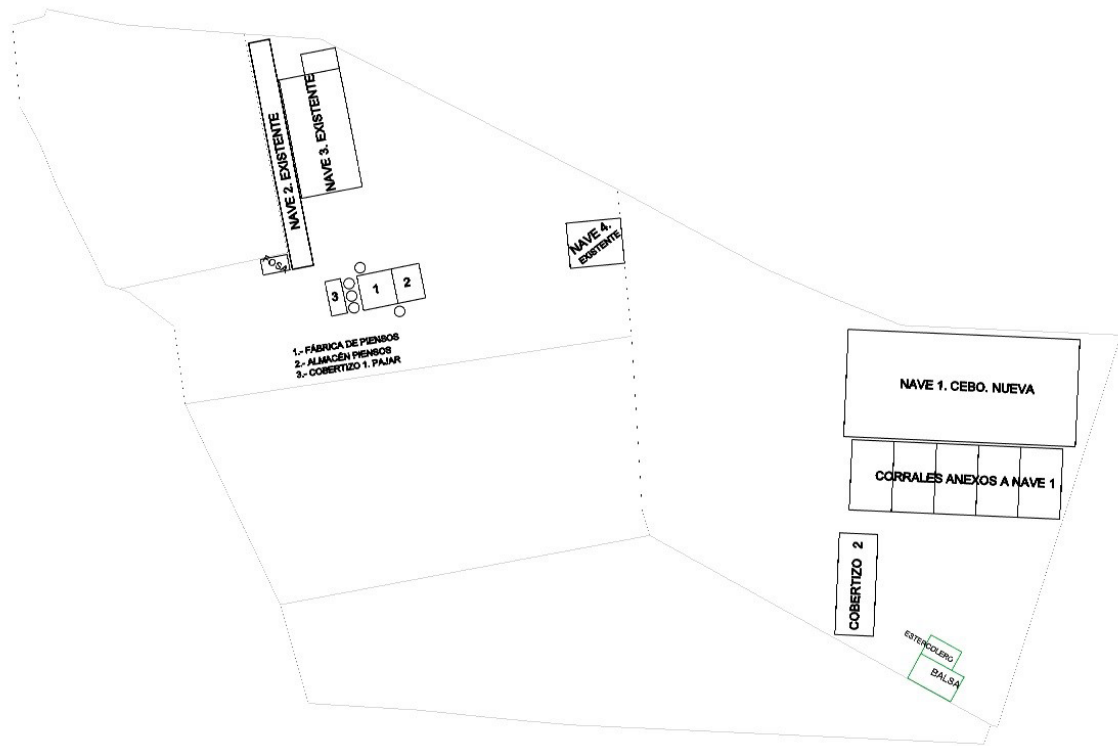 NAVE 2. EXISTENTE
NAVE 3. EXISTENTE
NAVE 4.
EXISTENTE
FOSA
3
1
2
1.- FÁBRICA DE PIENSOS
2.- ALMACÉN PIENSOS
3.- COBERTIZO 1. PAJAR
NAVE 1. CEBO. NUEVA
CORRALES ANEXOS A NAVE 1
COBERTIZO 2
ESTERCOLERO
BALSA